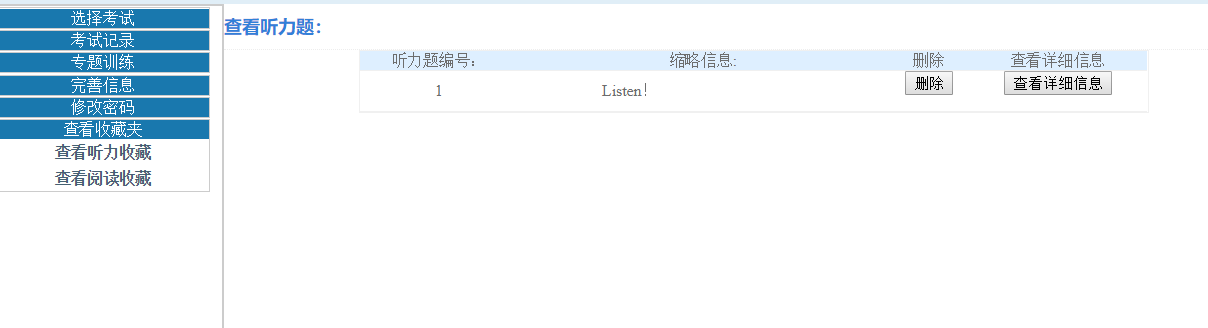 选择考试
考试记录
专题训练
完善信息
修改密码
查看收藏夹
查看听力收藏
查看阅读收藏
查看听力题：
听力题编号： 缩略信息: 删除 查看详细信息
1 Listen！ 删除 查看详细信息